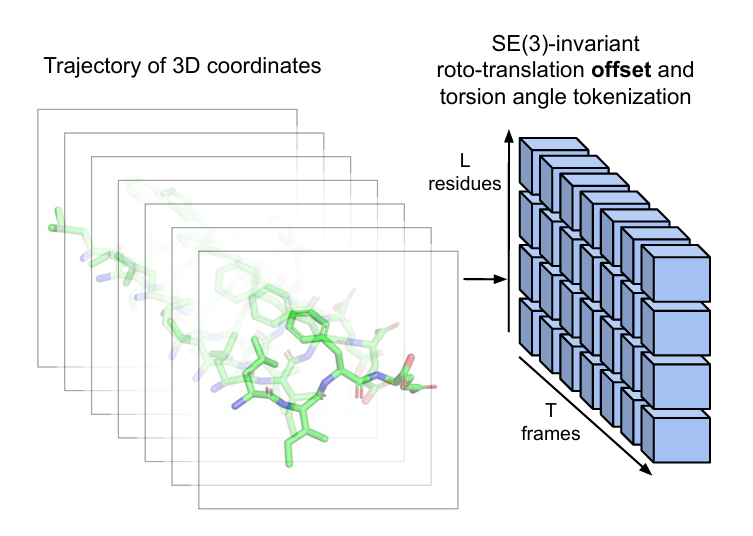 Trajectory of 3D coordinates
SE(3)-invariant
roto-translation offset and
torsion angle tokenization
L
residues
T
frames